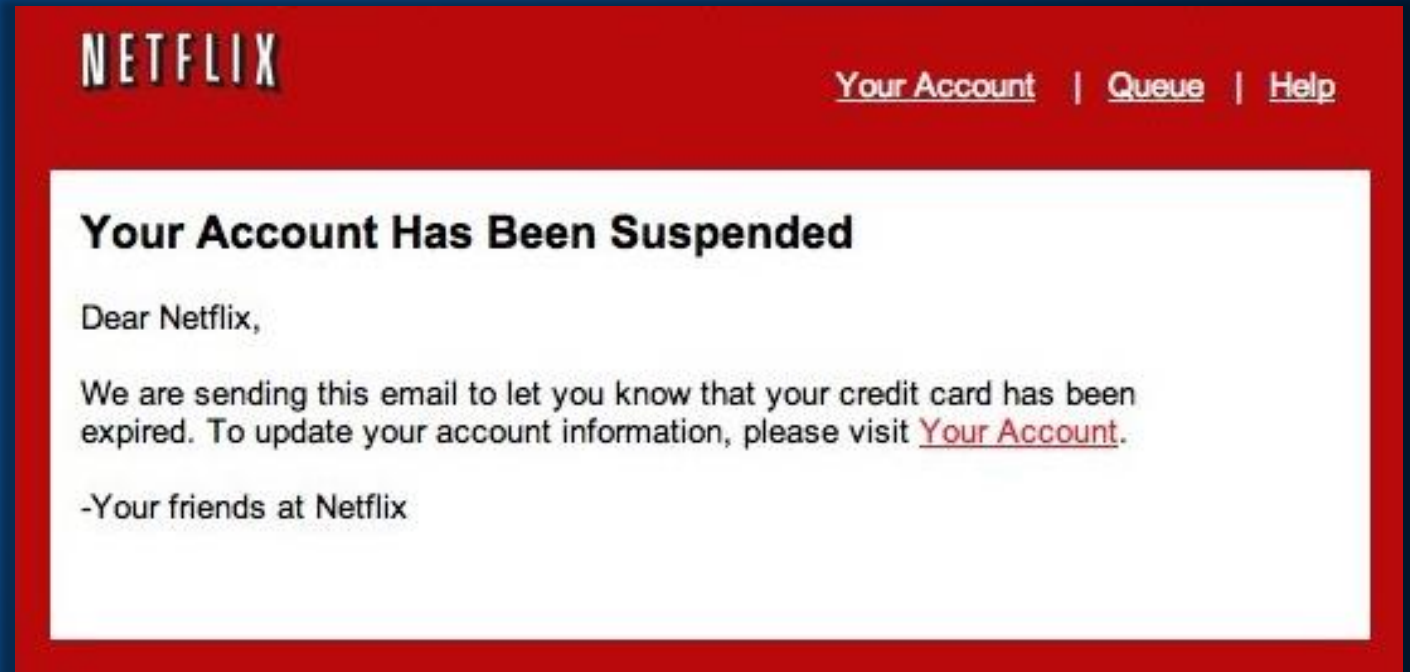 NETFLIX
Your Account | Queue | Help
Your Account Has Been Suspended
Dear Netflix,
We are sending this email to let you know that your credit card has been
expired. To update your account information, please visit Your Account.
-Your friends at Netflix